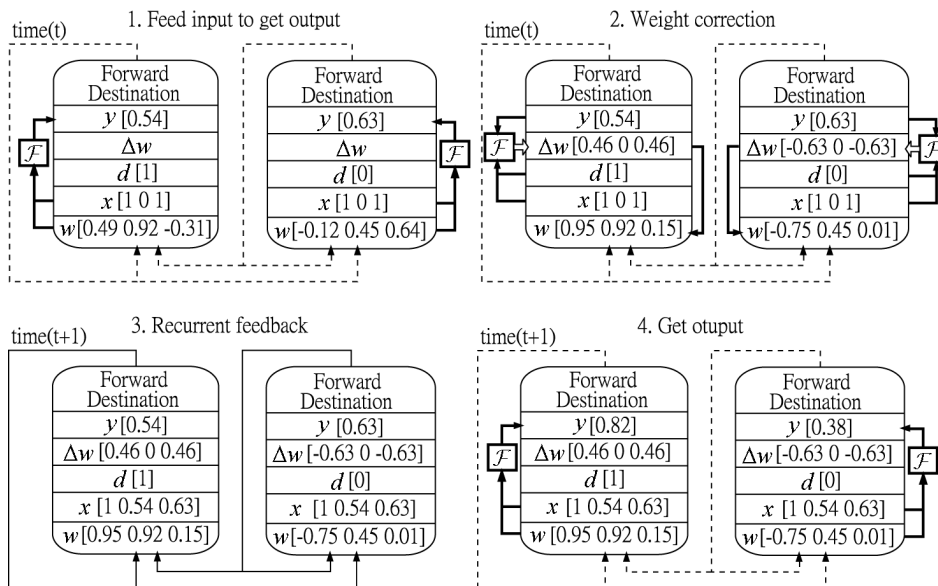 1. Feed input to get output
time(t)
Forward
Destination
y [0.54]
Δw
d [1]
x [1 0 1]
w [0.49 0.92 -0.31]
ℱ
Forward
Destination
y [0.63]
Δw
d [0]
x [1 0 1]
w[-0.12 0.45 0.64]
ℱ
2. Weight correction
time(t)
Forward
Destination
y [0.54]
Δw [0.46 0 0.46]
d [1]
x [1 0 1]
w [0.95 0.92 0.15]
ℱ
Forward
Destination
y [0.63]
Δw [-0.63 0 -0.63]
d [0]
x [1 0 1]
w[-0.75 0.45 0.01]
ℱ
3. Recurrent feedback
time(t+1)
Forward
Destination
y [0.54]
Δw [0.46 0 0.46]
d [1]
x [1 0.54 0.63]
w [0.95 0.92 0.15]
Forward
Destination
y [0.63]
Δw [-0.63 0 -0.63]
d [0]
x [1 0.54 0.63]
w[-0.75 0.45 0.01]
4. Get otuput
time(t+1)
Forward
Destination
y [0.82]
Δw [0.46 0 0.46]
d [1]
x [1 0.54 0.63]
w [0.95 0.92 0.15]
ℱ
Forward
Destination
y [0.38]
Δw [-0.63 0 -0.63]
d [0]
x [1 0.54 0.63]
w[-0.75 0.45 0.01]
ℱ